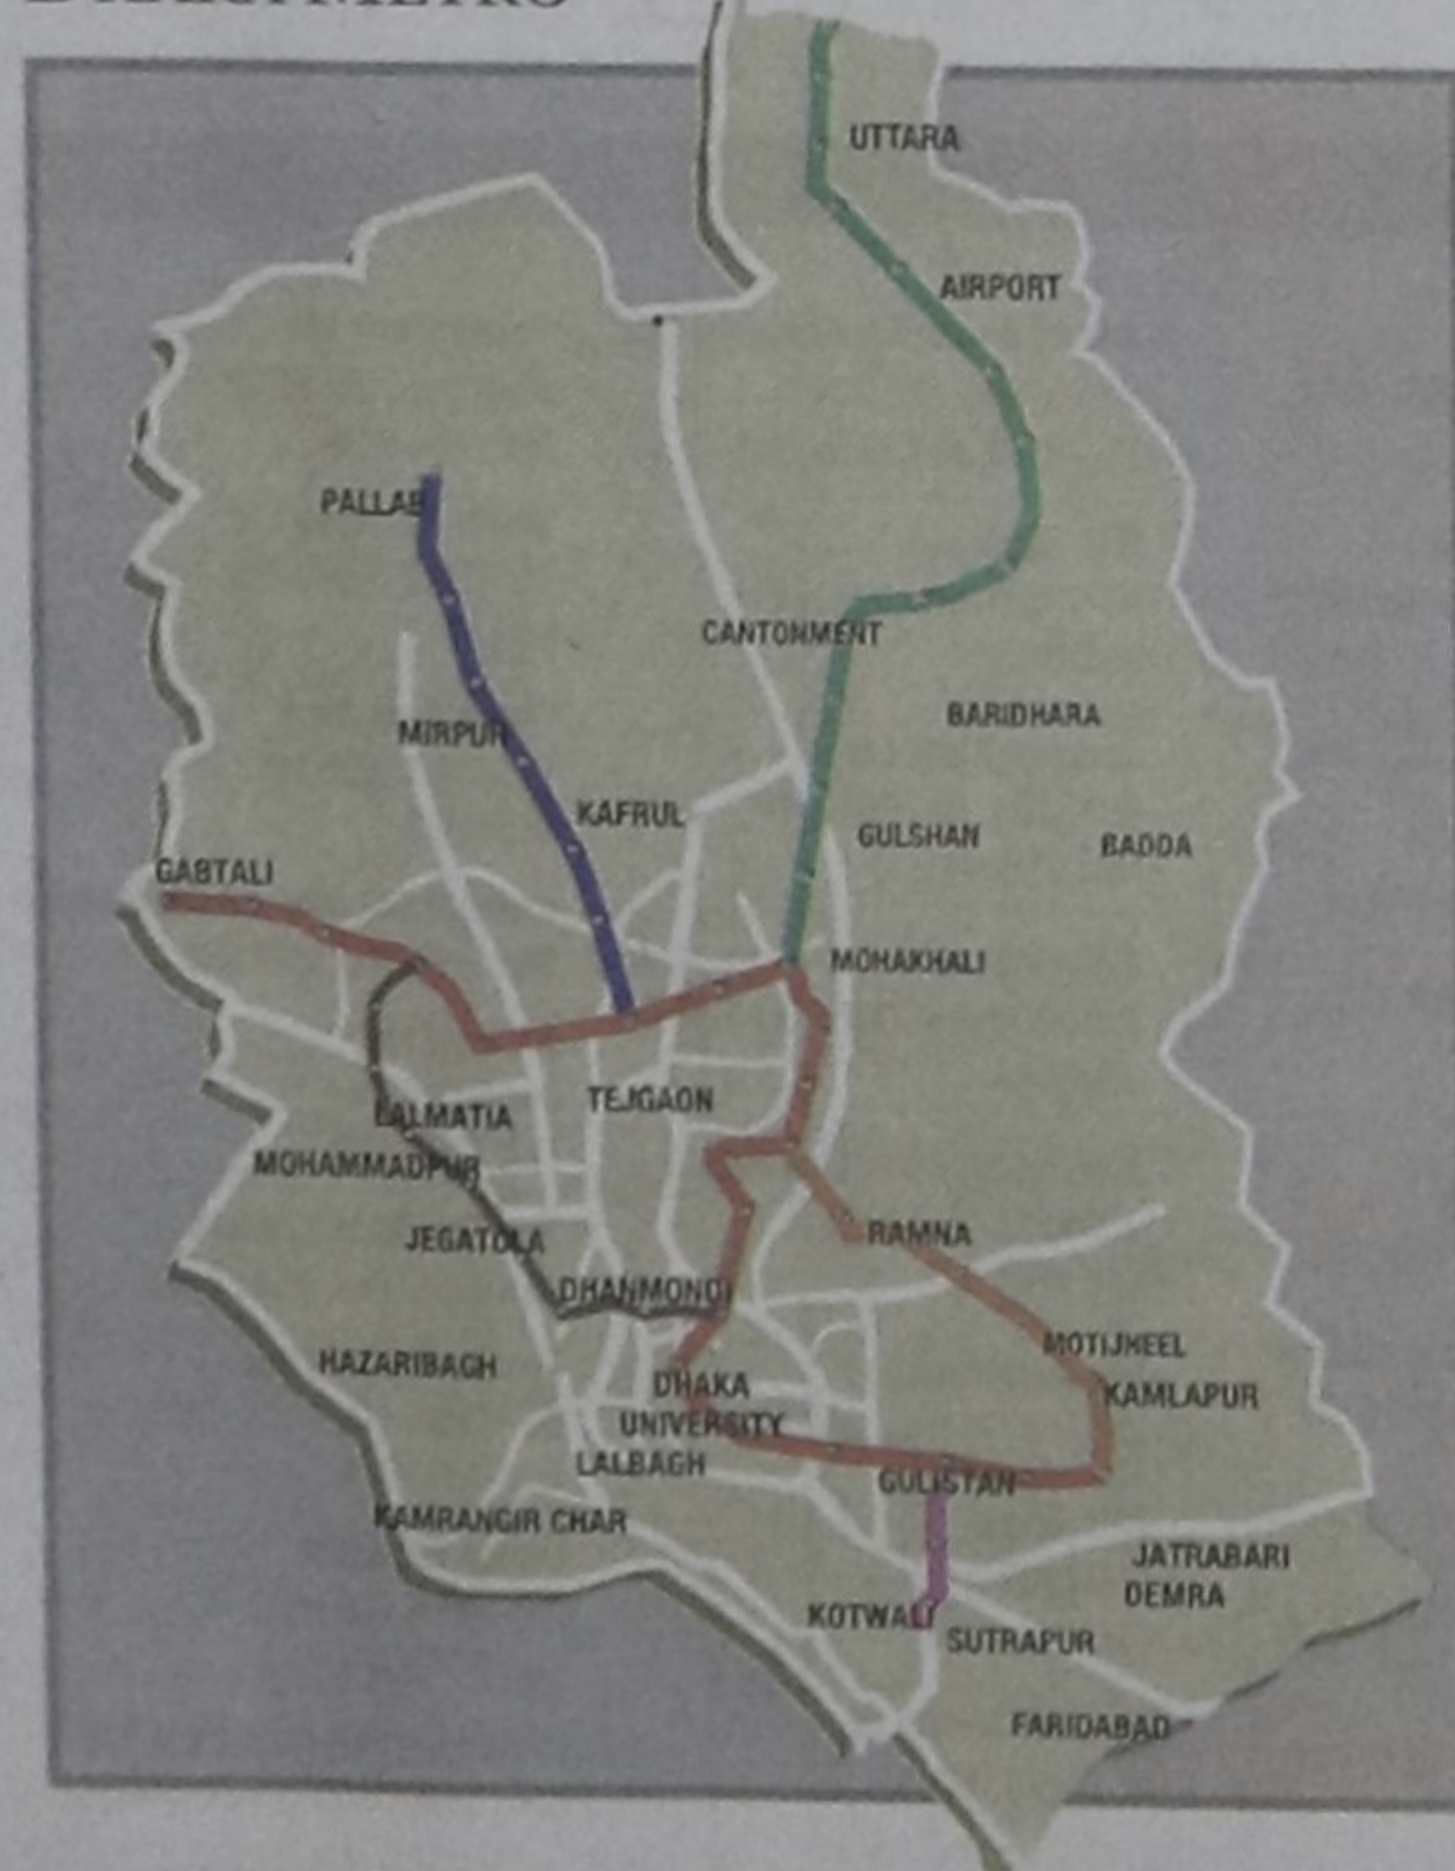 UTTARA
AIRPORT
PALLAB
CANTONMENT
BARIDHARA
MIRPUR
KAFRUL
GULSHAN
BADDA
GABTALI
MOHAKHALI
TEJGAON
LALMATIA
MOHAMMADPUR
JEGATOLA
RAMNA
DHANMONDI
MOTIJHEEL
HAZARIBAGH
DHAKA
UNIVERSITY
KAMLAPUR
LALBAGH
GULISTAN
KAMRANGIR CHAR
JATRABARI
DEMRA
KOTWALI
SUTRAPUR
FARIDABAD